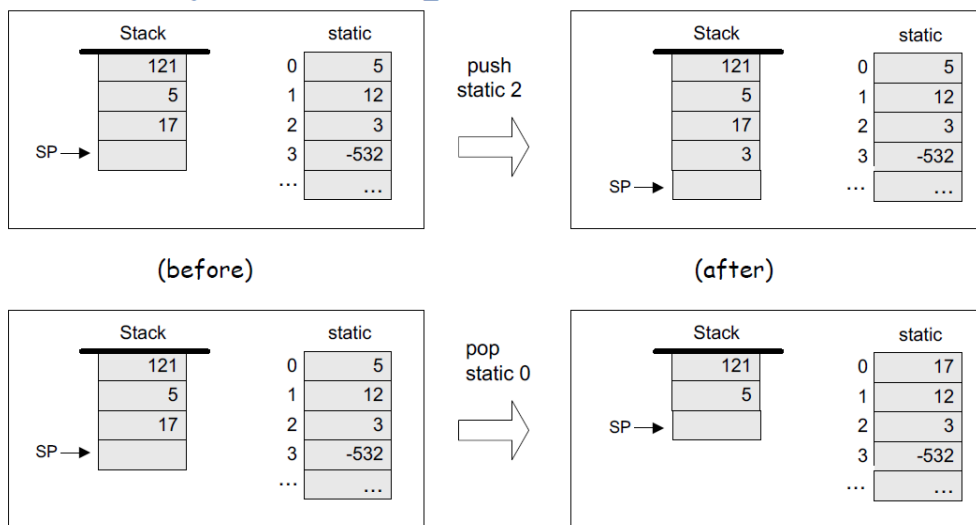 Stack static
121 0 5
5 1 12
17 2 3
SP 3 -532
... ...
push
static 2
Stack static
121 0 5
5 1 12
17 2 3
3 3 -532
SP ... ...
(before) (after)
Stack static
121 0 5
5 1 12
17 2 3
SP 3 -532
... ...
pop
static 0
Stack static
121 0 17
5 1 12
SP 2 3
3 -532
... ...